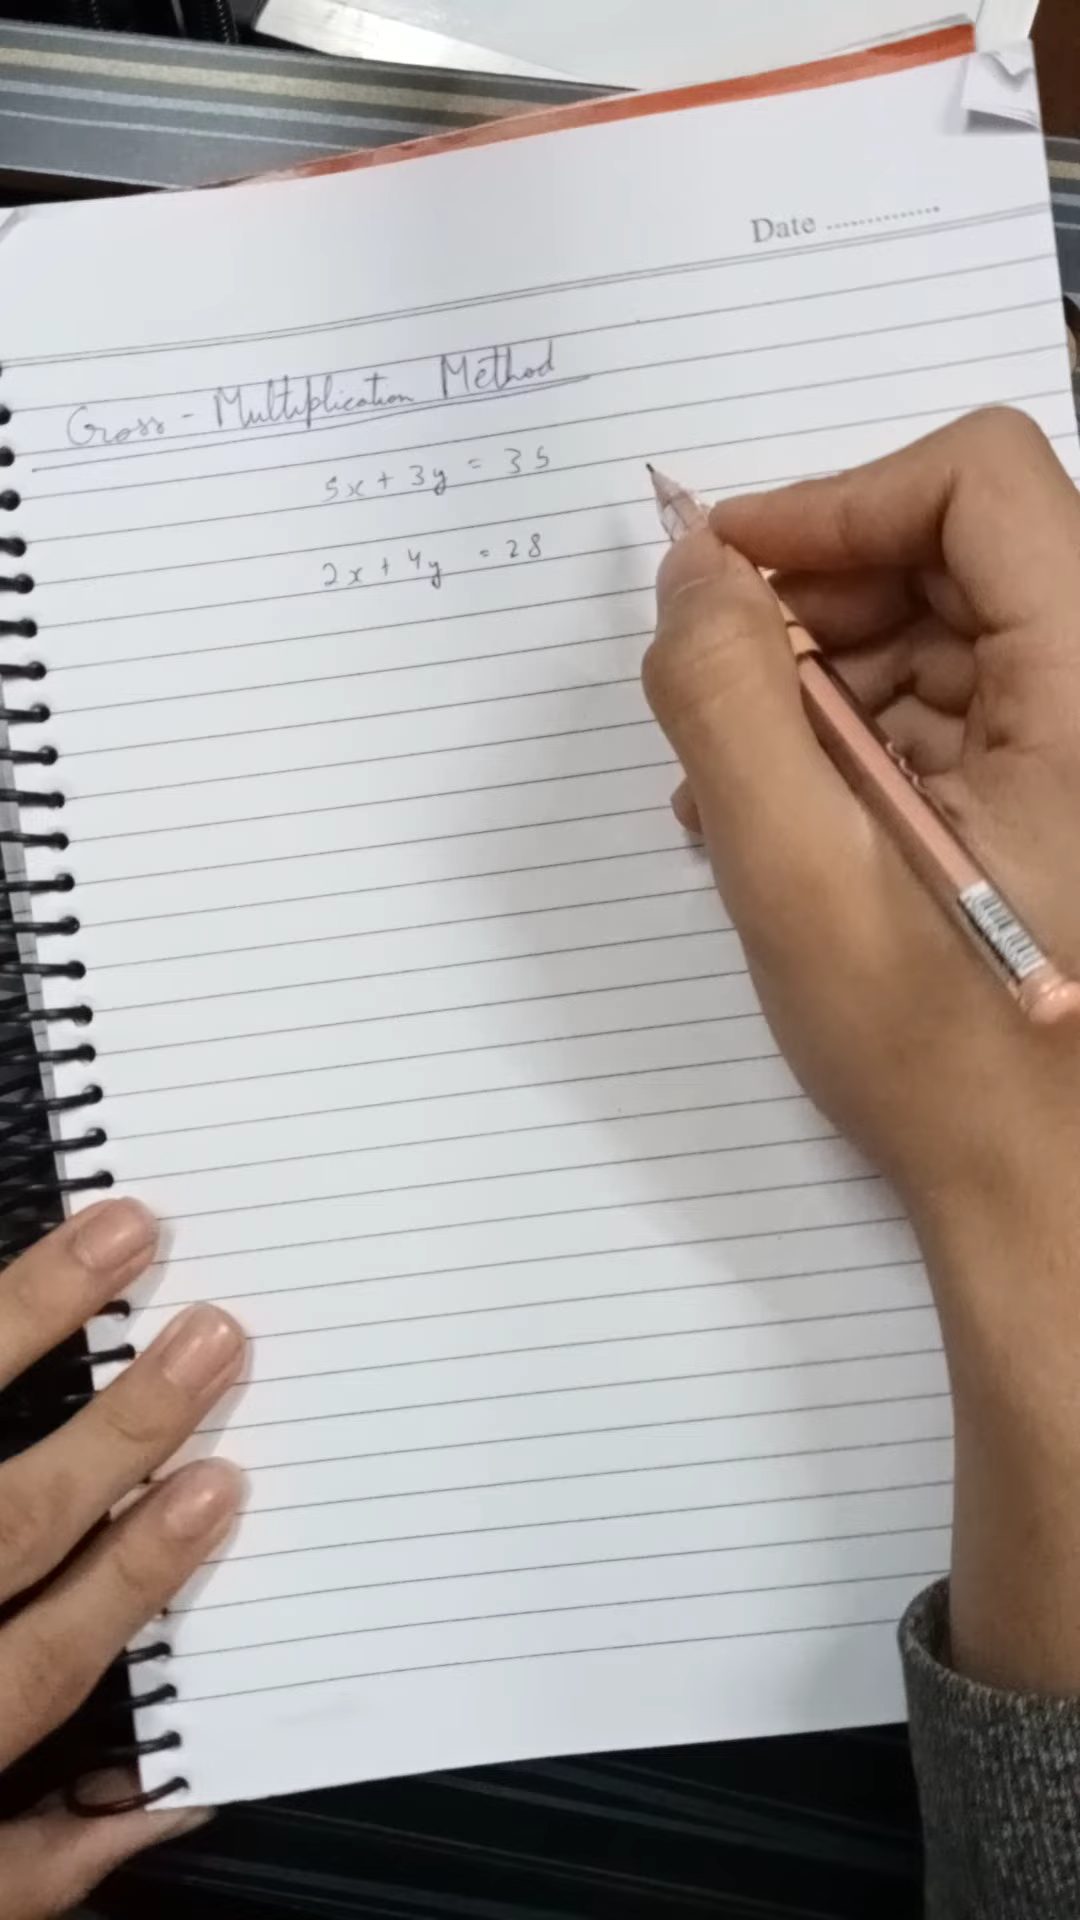 Date ..............
Cross - Multiplication Method
5x + 3y = 35
2x + 4y = 28